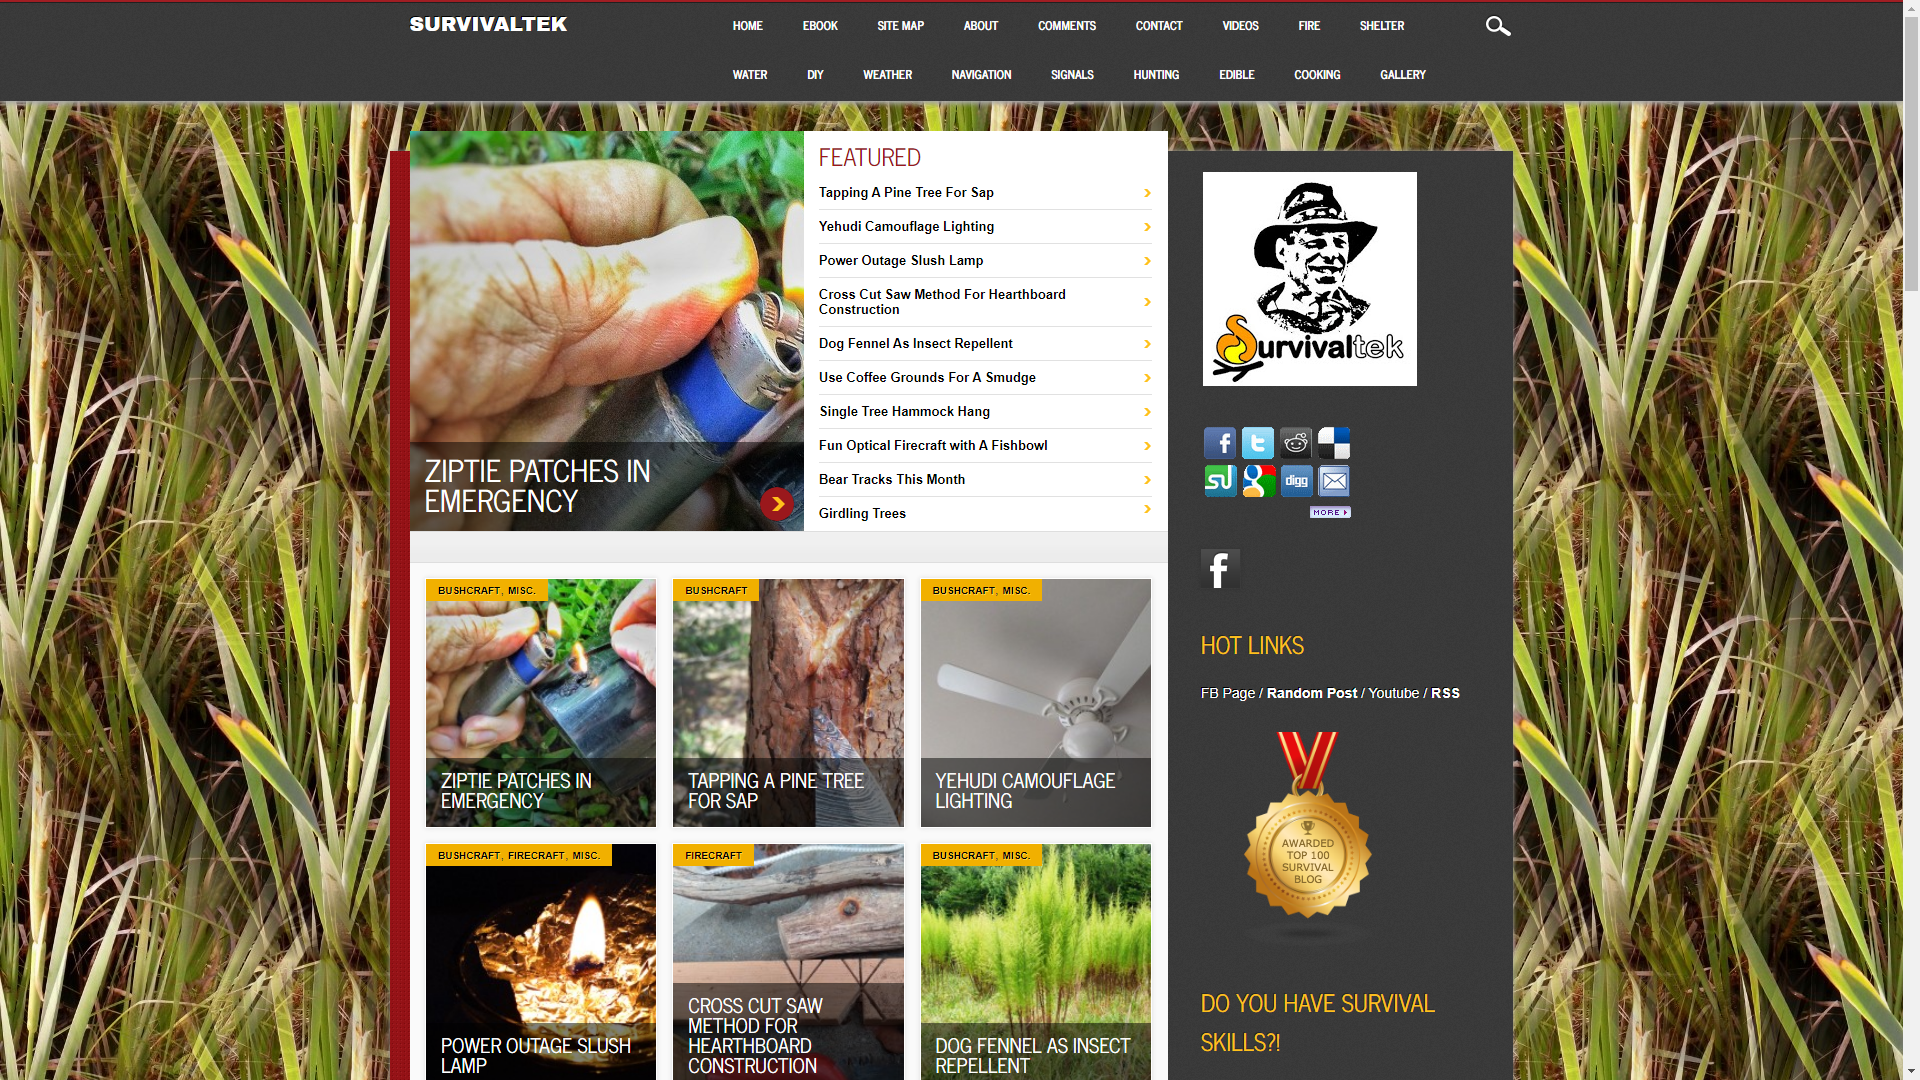 SURVIVALTEK
HOME EBOOK SITE MAP ABOUT COMMENTS CONTACT VIDEOS FIRE SHELTER
WATER DIY WEATHER NAVIGATION SIGNALS HUNTING EDIBLE COOKING GALLERY
ZIPTIE PATCHES IN
EMERGENCY
FEATURED
Tapping A Pine Tree For Sap
Yehudi Camouflage Lighting
Power Outage Slush Lamp
Cross Cut Saw Method For Hearthboard
Construction
Dog Fennel As Insect Repellent
Use Coffee Grounds For A Smudge
Single Tree Hammock Hang
Fun Optical Firecraft with A Fishbowl
Bear Tracks This Month
Girdling Trees
BUSHCRAFT, MISC.
ZIPTIE PATCHES IN
EMERGENCY
BUSHCRAFT
TAPPING A PINE TREE
FOR SAP
BUSHCRAFT, MISC.
YEHUDI CAMOUFLAGE
LIGHTING
BUSHCRAFT, FIRECRAFT, MISC.
POWER OUTAGE SLUSH
LAMP
FIRECRAFT
CROSS CUT SAW
METHOD FOR
HEARTHBOARD
CONSTRUCTION
BUSHCRAFT, MISC.
DOG FENNEL AS INSECT
REPELLENT
Survivaltek
digg
MORE
HOT LINKS
FB Page / Random Post / Youtube / RSS
AWARDED
TOP 100
SURVIVAL
BLOG
DO YOU HAVE SURVIVAL
SKILLS?!